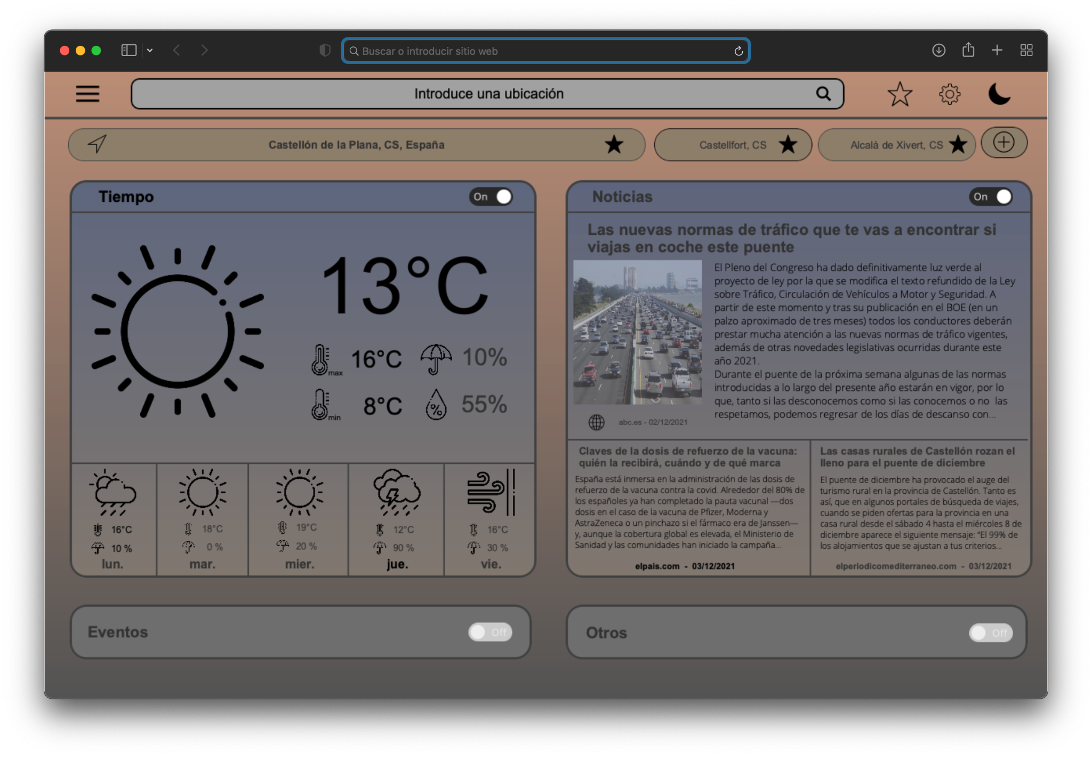 Buscar o introducir sitio web
Introduce una ubicación
Castellón de la Plana, CS, España
Castellfort, CS
Alcalà de Xivert, CS
Tiempo
On
13°C
max
16°C
10%
min
8°C
55%
16°C
10 %
lun.
18°C
0 %
mar.
19°C
20 %
mier.
12°C
90 %
jue.
16°C
30 %
vie.
Noticias
On
Las nuevas normas de tráfico que te vas a encontrar si
viajas en coche este puente
El Pleno del Congreso ha dado definitivamente luz verde al
proyecto de ley por la que se modifica el texto refundido de la Ley
sobre Tráfico, Circulación de Vehículos a Motor y Seguridad. A
partir de este momento y tras su publicación en el BOE (en un
palzo aproximado de tres meses) todos los conductores deberán
prestar mucha atención a las nuevas normas de tráfico vigentes,
además de otras novedades legislativas ocurridas durante este
año 2021.
Durante el puente de la próxima semana algunas de las normas
introducidas a lo largo del presente año estarán en vigor, por lo
que, tanto si las desconocemos como si las conocemos o no las
respetamos, podemos regresar de los días de descanso con...
abc.es - 02/12/2021
Claves de la dosis de refuerzo de la vacuna:
quién la recibirá, cuándo y de qué marca
España está inmersa en la administración de las dosis de
refuerzo de la vacuna contra la covid. Alrededor del 80% de
los españoles ya han completado la pauta vacunal —dos
dosis en el caso de la vacuna de Pfizer, Moderna y
AstraZeneca o un pinchazo si el fármaco era de Janssen—
y, aunque la cobertura global es elevada, el Ministerio de
Sanidad y las comunidades han iniciado la campaña...
elpais.com - 03/12/2021
Las casas rurales de Castellón rozan el
lleno para el puente de diciembre
El puente de diciembre ha provocado el auge del
turismo rural en la provincia de Castellón. Tanto es
así, que en algunos portales de búsqueda de viajes,
cuando se piden ofertas para la provincia en una
casa rural desde el sábado 4 hasta el miércoles 8 de
diciembre aparece el siguiente mensaje: "El 99% de
los alojamientos que se ajustan a tus criterios...
elperiodicomediterraneo.com - 03/12/2021
Eventos
Off
Otros
Off